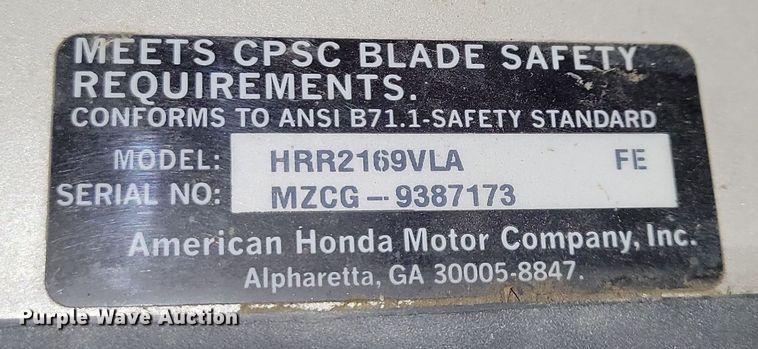 MEETS CPSC BLADE SAFETY
REQUIREMENTS.
CONFORMS TO ANSI B71.1-SAFETY STANDARD
MODEL: HRR2169VLA FE
SERIAL NO: MZCG-9387173
American Honda Motor Company, Inc.
Alpharetta, GA 30005-8847.
Purple Wave Auction